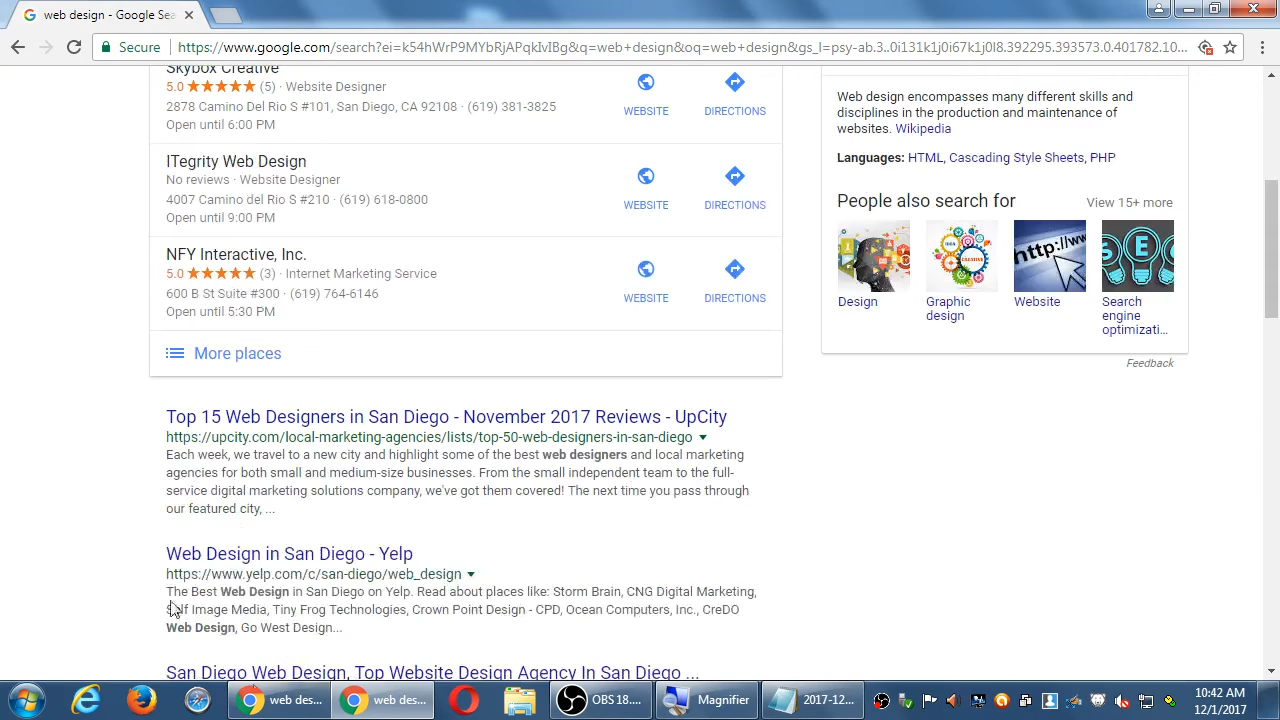 web design - Google Sea
Secure
https://www.google.com/search?ei=k54hWrP9MYbRjAPqkIvIBg&q=web+design&oq=web+design&gs_l=psy-ab.3..0i131k1j0i67k1j0l8.392295.393573.0.401782.10...
Skybox Creative
5.0 ★★★★★ (5) · Website Designer
2878 Camino Del Rio S #101, San Diego, CA 92108 · (619) 381-3825
Open until 6:00 PM
WEBSITE
DIRECTIONS
ITegrity Web Design
No reviews · Website Designer
4007 Camino del Rio S #210 · (619) 618-0800
Open until 9:00 PM
WEBSITE
DIRECTIONS
NFY Interactive, Inc.
5.0 ★★★★★ (3) · Internet Marketing Service
600 B St Suite #300 · (619) 764-6146
Open until 5:30 PM
WEBSITE
DIRECTIONS
More places
Top 15 Web Designers in San Diego - November 2017 Reviews - UpCity
https://upcity.com/local-marketing-agencies/lists/top-50-web-designers-in-san-diego
Each week, we travel to a new city and highlight some of the best web designers and local marketing
agencies for both small and medium-size businesses. From the small independent team to the full-
service digital marketing solutions company, we've got them covered! The next time you pass through
our featured city, ...
Web Design in San Diego - Yelp
https://www.yelp.com/c/san-diego/web_design
The Best Web Design in San Diego on Yelp. Read about places like: Storm Brain, CNG Digital Marketing,
Self Image Media, Tiny Frog Technologies, Crown Point Design - CPD, Ocean Computers, Inc., CreDO
Web Design, Go West Design...
San Diego Web Design, Top Website Design Agency In San Diego ...
Web design encompasses many different skills and
disciplines in the production and maintenance of
websites. Wikipedia
Languages: HTML, Cascading Style Sheets, PHP
People also search for
View 15+ more
http://ww
S E
Design
Graphic
design
Website
Search
engine
optimizati...
Feedback
web des...
web des...
OBS 18....
Magnifier
2017-12...
10:42 AM
12/1/2017